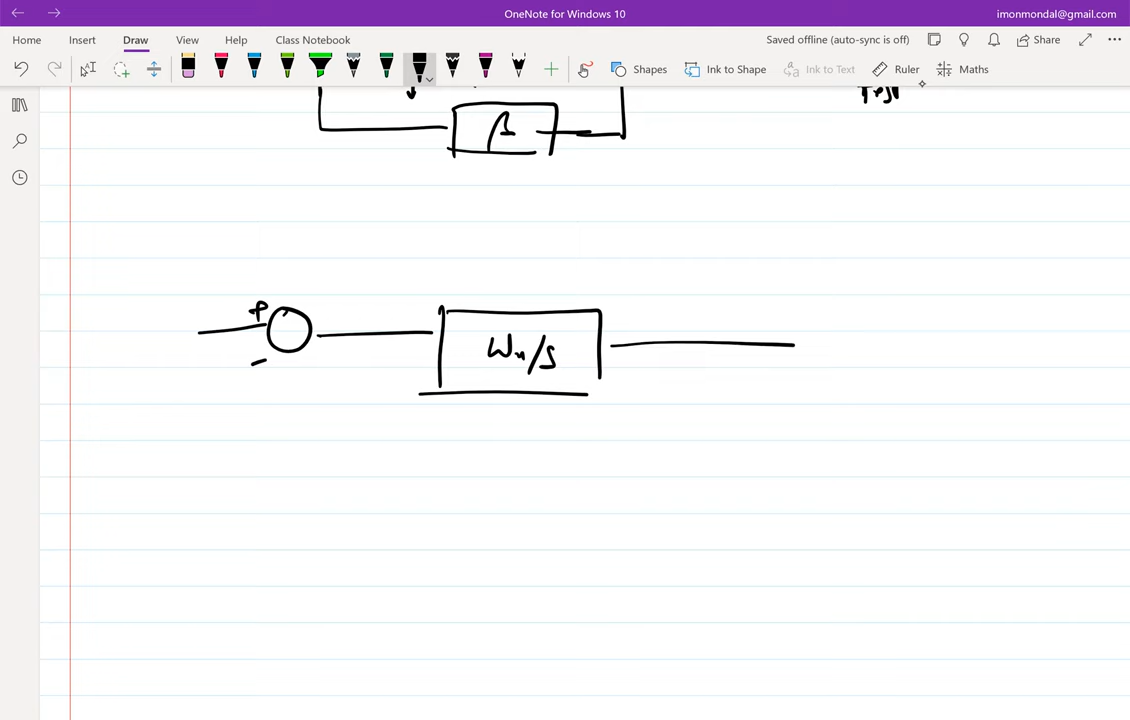 OneNote for Windows 10
imonmondal@gmail.com
Home Insert Draw View Help Class Notebook
Saved offline (auto-sync is off) Share
Shapes Ink to Shape Ink to Text Ruler Maths
β
+
ωu/s
-